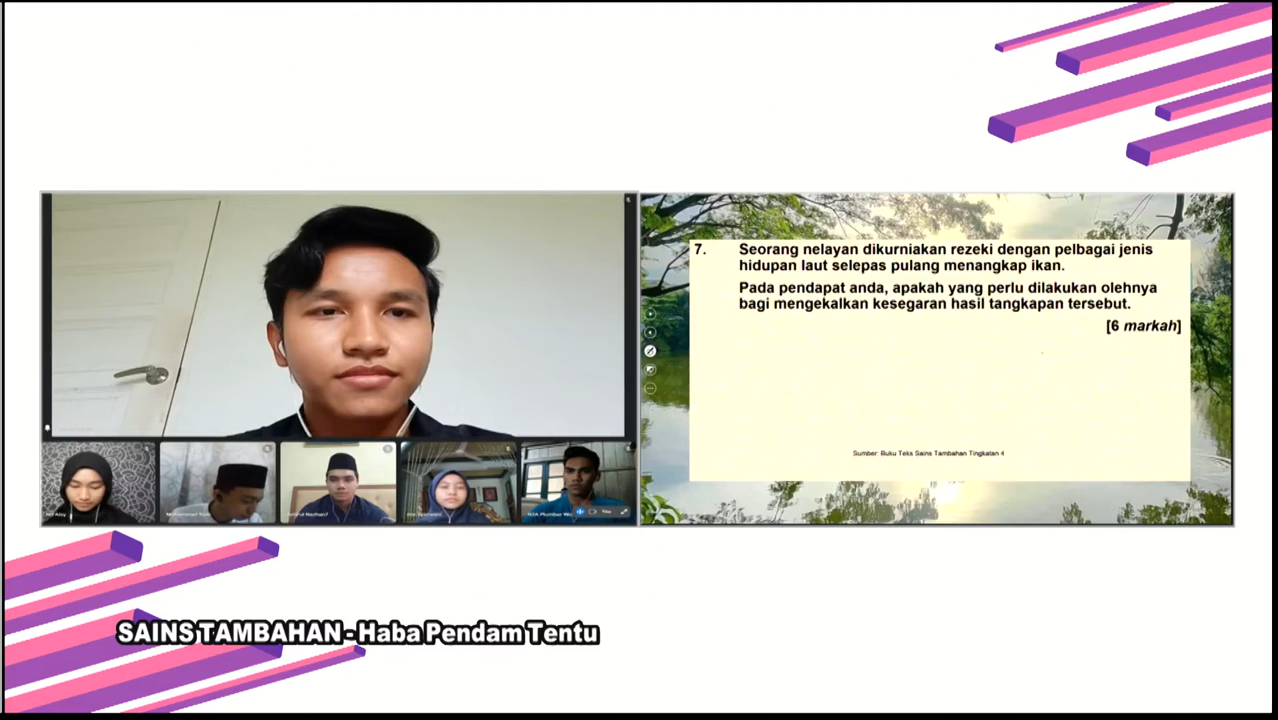 7. Seorang nelayan dikurniakan rezeki dengan pelbagai jenis
hidupan laut selepas pulang menangkap ikan.
Pada pendapat anda, apakah yang perlu dilakukan olehnya
bagi mengekalkan kesegaran hasil tangkapan tersebut.
[6 markah]
Sumber: Buku Teks Sains Tambahan Tingkatan 4
You
SAINS TAMBAHAN - Haba Pendam Tentu